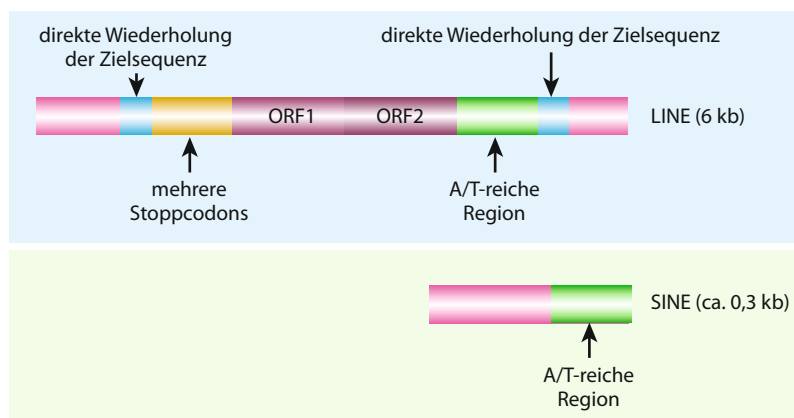 direkte Wiederholung
der Zielsequenz
direkte Wiederholung der Zielsequenz
ORF1
ORF2
LINE (6 kb)
mehrere
Stoppcodons
A/T-reiche
Region
SINE (ca. 0,3 kb)
A/T-reiche
Region